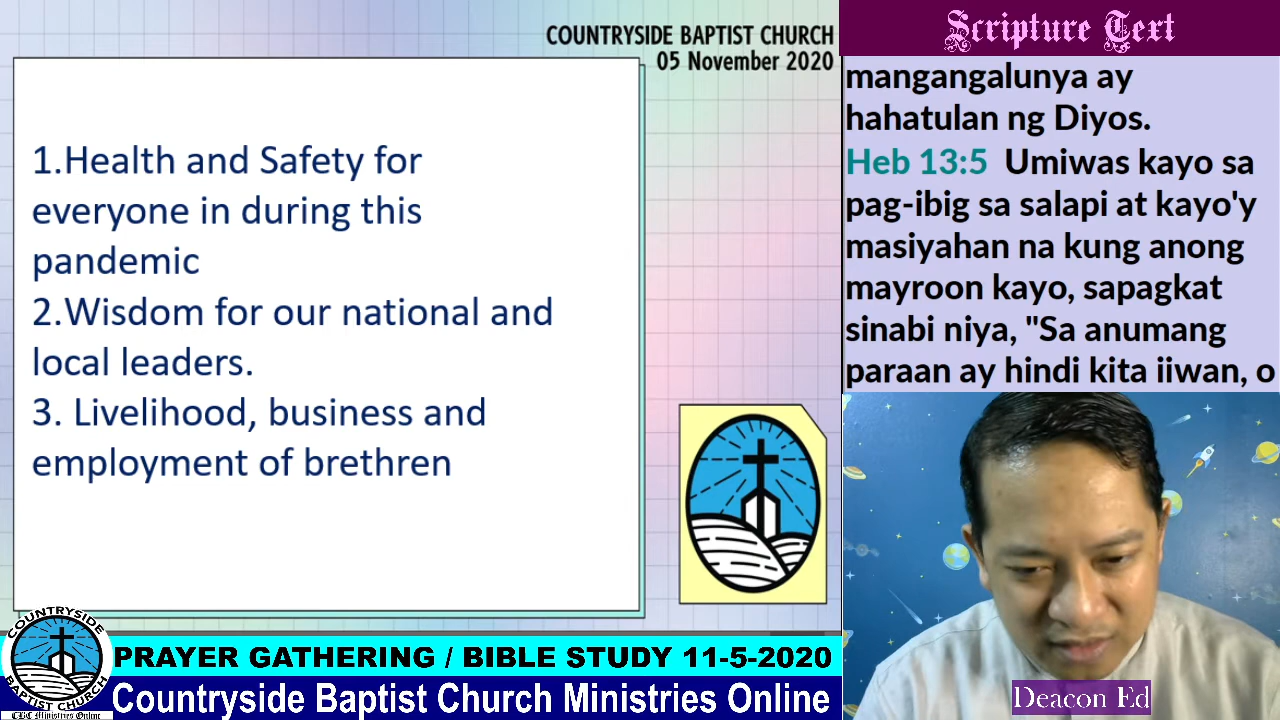 COUNTRYSIDE BAPTIST CHURCH
05 November 2020
1.Health and Safety for
everyone in during this
pandemic
2.Wisdom for our national and
local leaders.
3. Livelihood, business and
employment of brethren
Scripture Text
mangangalunya ay
hahatulan ng Diyos.
Heb 13:5 Umiwas kayo sa
pag-ibig sa salapi at kayo'y
masiyahan na kung anong
mayroon kayo, sapagkat
sinabi niya, "Sa anumang
paraan ay hindi kita iiwan, o
COUNTRYSIDE
BAPTIST CHURCH
CBC Ministries Online
PRAYER GATHERING / BIBLE STUDY 11-5-2020
Countryside Baptist Church Ministries Online
Deacon Ed